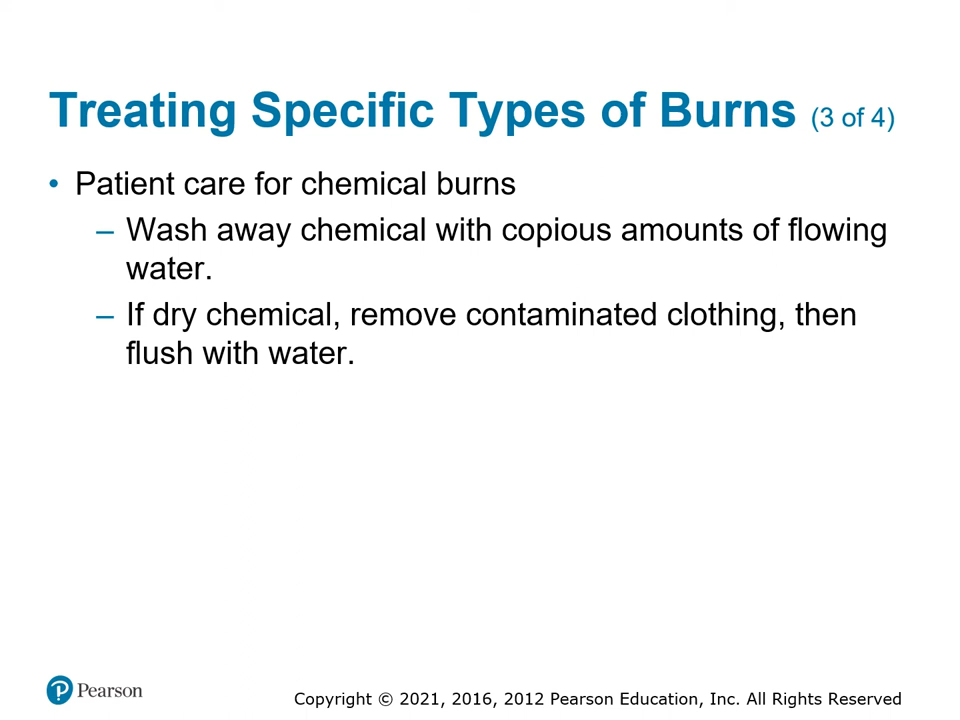 Treating Specific Types of Burns (3 of 4)
• Patient care for chemical burns
– Wash away chemical with copious amounts of flowing
water.
– If dry chemical, remove contaminated clothing, then
flush with water.
P Pearson
Copyright © 2021, 2016, 2012 Pearson Education, Inc. All Rights Reserved